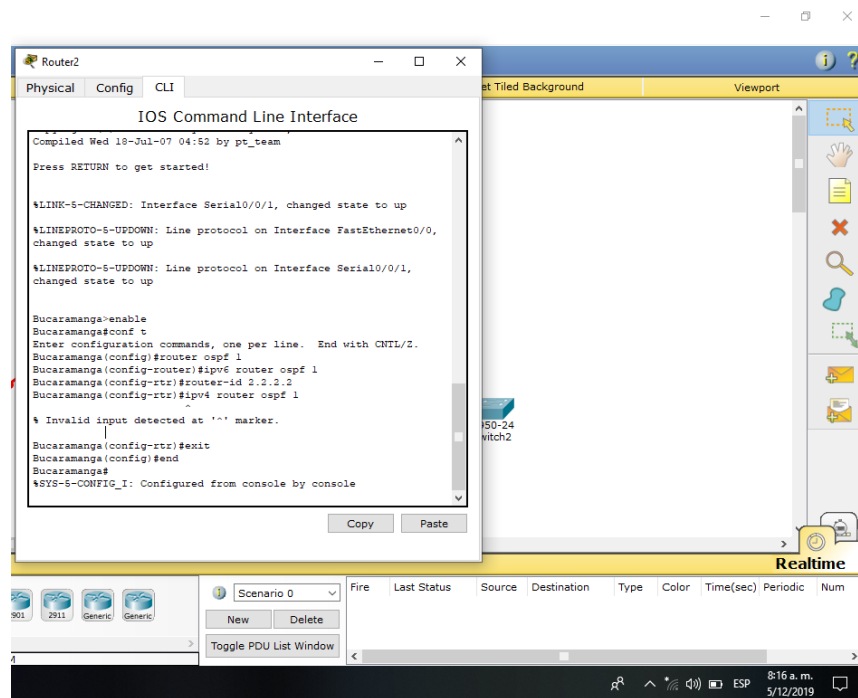 Router2
Physical Config CLI
IOS Command Line Interface
Compiled Wed 18-Jul-07 04:52 by pt_team
Press RETURN to get started!
%LINK-5-CHANGED: Interface Serial0/0/1, changed state to up
%LINEPROTO-5-UPDOWN: Line protocol on Interface FastEthernet0/0,
changed state to up
%LINEPROTO-5-UPDOWN: Line protocol on Interface Serial0/0/1,
changed state to up
Bucaramanga>enable
Bucaramanga#conf t
Enter configuration commands, one per line. End with CNTL/Z.
Bucaramanga(config)#router ospf 1
Bucaramanga(config-router)#ipv6 router ospf 1
Bucaramanga(config-rtr)#router-id 2.2.2.2
Bucaramanga(config-rtr)#ipv4 router ospf 1
^
% Invalid input detected at '^' marker.
Bucaramanga(config-rtr)#exit
Bucaramanga(config)#end
Bucaramanga#
%SYS-5-CONFIG_I: Configured from console by console
Copy Paste
et Tiled Background Viewport
950-24
witch2
Realtime
901 2911 Generic Generic
Scenario 0
New Delete
Toggle PDU List Window
Fire Last Status Source Destination Type Color Time(sec) Periodic Num
ESP
8:16 a. m.
5/12/2019